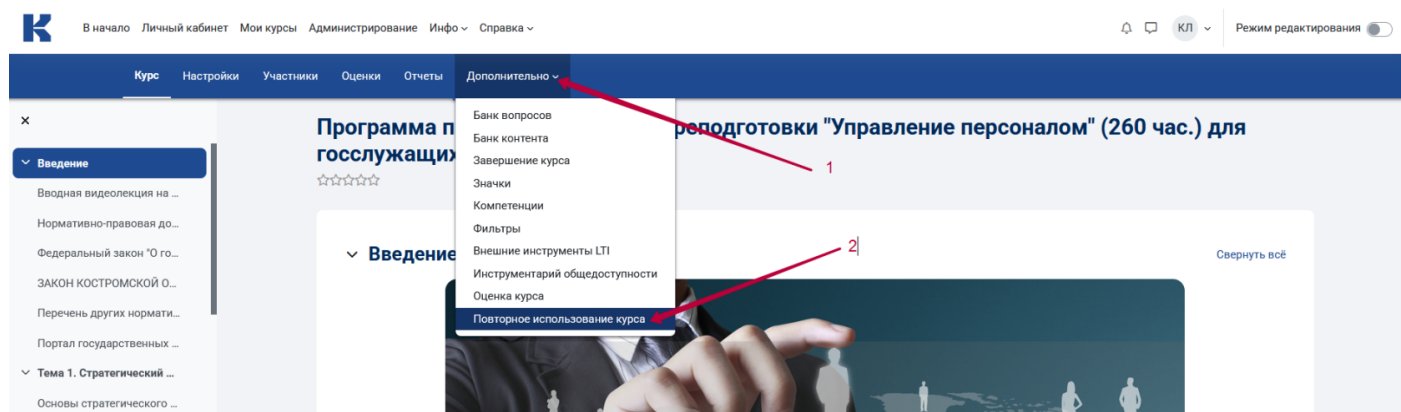 K
В начало Личный кабинет Мои курсы Администрирование Инфо Справка КЛ Режим редактирования
Курс Настройки Участники Оценки Отчеты Дополнительно
×
Введение
Вводная видеолекция на ...
Нормативно-правовая до...
Федеральный закон "О го...
ЗАКОН КОСТРОМСКОЙ О...
Перечень других нормати...
Портал государственных ...
Тема 1. Стратегический ...
Основы стратегического ...
Банк вопросов
Банк контента
Завершение курса
Значки
Компетенции
Фильтры
Внешние инструменты LTI
Инструментарий общедоступности
Оценка курса
Повторное использование курса
1
2
Программа п реподготовки "Управление персоналом" (260 час.) для
госслужащих
Введение
Свернуть всё